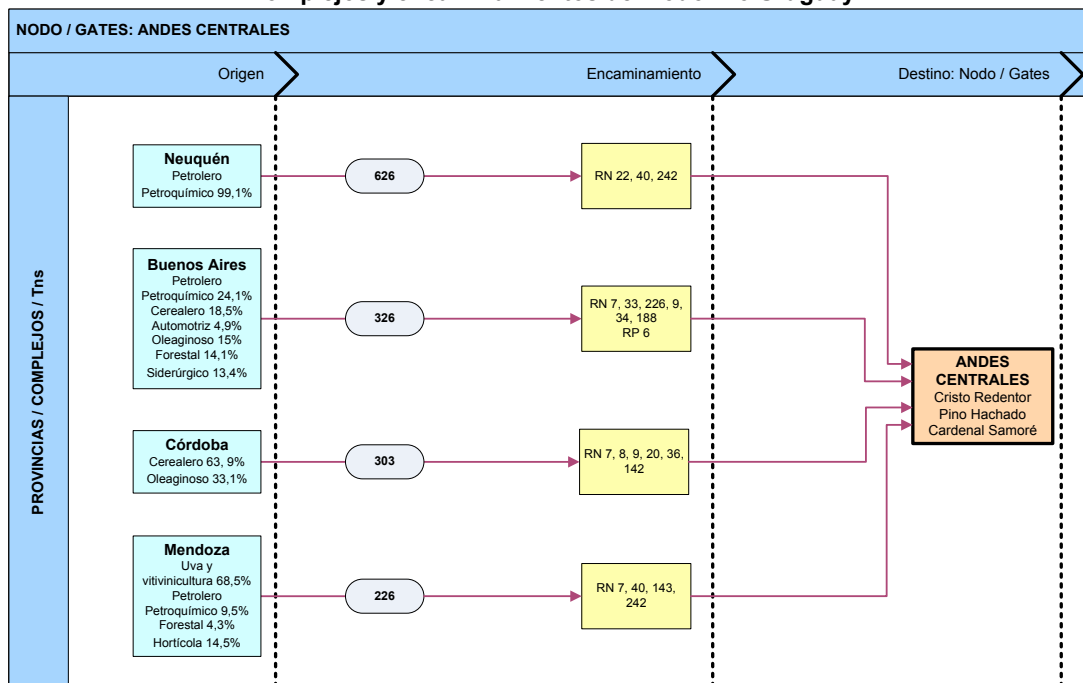 NODO / GATES: ANDES CENTRALES
Origen
Encaminamiento
Destino: Nodo / Gates
PROVINCIAS / COMPLEJOS / Tns
Neuquén
Petrolero
Petroquímico 99,1%
626
RN 22, 40, 242
Buenos Aires
Petrolero
Petroquímico 24,1%
Cerealero 18,5%
Automotriz 4,9%
Oleaginoso 15%
Forestal 14,1%
Siderúrgico 13,4%
326
RN 7, 33, 226, 9,
34, 188
RP 6
Córdoba
Cerealero 63, 9%
Oleaginoso 33,1%
303
RN 7, 8, 9, 20, 36,
142
Mendoza
Uva y
vitivinicultura 68,5%
Petrolero
Petroquímico 9,5%
Forestal 4,3%
Hortícola 14,5%
226
RN 7, 40, 143,
242
ANDES
CENTRALES
Cristo Redentor
Pino Hachado
Cardenal Samoré